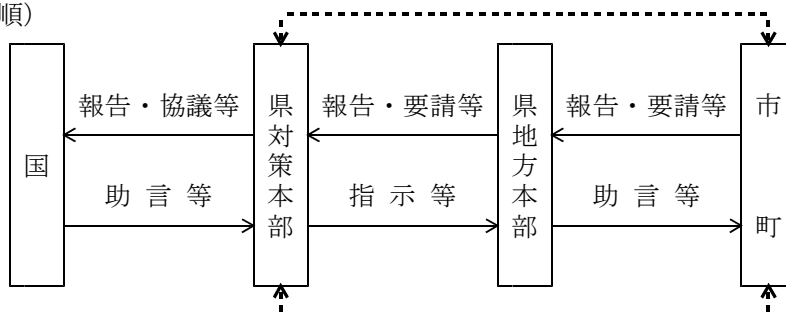 順)
報告・協議等
報告・要請等
報告・要請等
国
県対策本部
県地方本部
市町
助言等
指示等
助言等